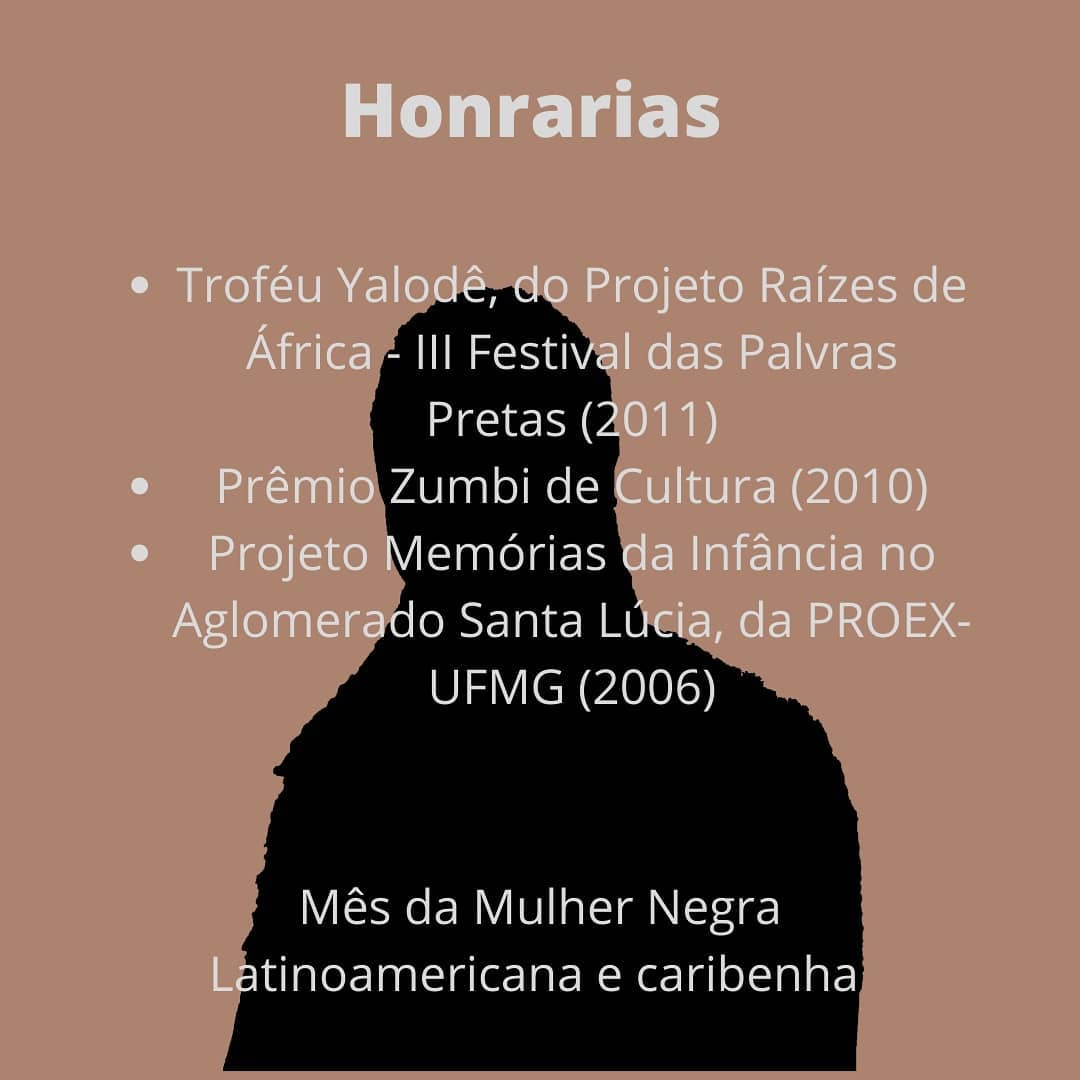 Honrarias
• Troféu Yalodê, do Projeto Raízes de
África - III Festival das Palvras
Pretas (2011)
• Prêmio Zumbi de Cultura (2010)
• Projeto Memórias da Infância no
Aglomerado Santa Lúcia, da PROEX-
UFMG (2006)
Mês da Mulher Negra
Latinoamericana e caribenha